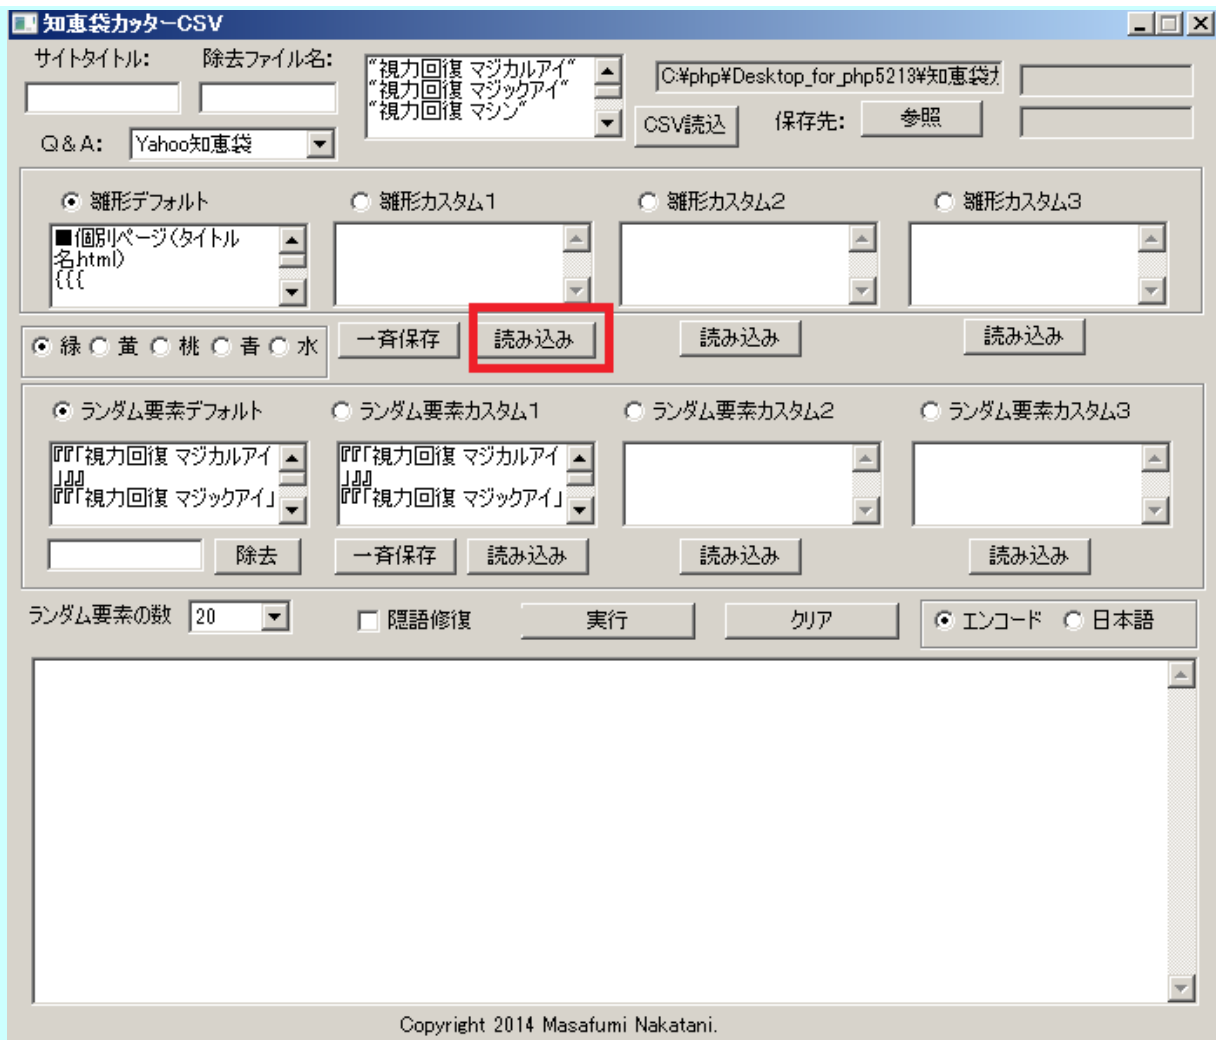 知恵袋カッターCSV
サイトタイトル:
除去ファイル名:
"視力回復 マジカルアイ"
"視力回復 マジックアイ"
"視力回復 マシン"
C:¥php¥Desktop_for_php5213¥知恵袋
CSV読込
保存先:
参照
Q&A:
Yahoo知恵袋
雛形デフォルト
雛形カスタム1
雛形カスタム2
雛形カスタム3
■個別ページ(タイトル
名.html)
{{{
緑 黄 桃 青 水
一斉保存
読み込み
読み込み
読み込み
ランダム要素デフォルト
ランダム要素カスタム1
ランダム要素カスタム2
ランダム要素カスタム3
『『「視力回復 マジカルアイ
」』』
『『「視力回復 マジックアイ」
『『「視力回復 マジカルアイ
」』』
『『「視力回復 マジックアイ」
除去
一斉保存
読み込み
読み込み
読み込み
ランダム要素の数
20
隠語修復
実行
クリア
エンコード
日本語
Copyright 2014 Masafumi Nakatani.